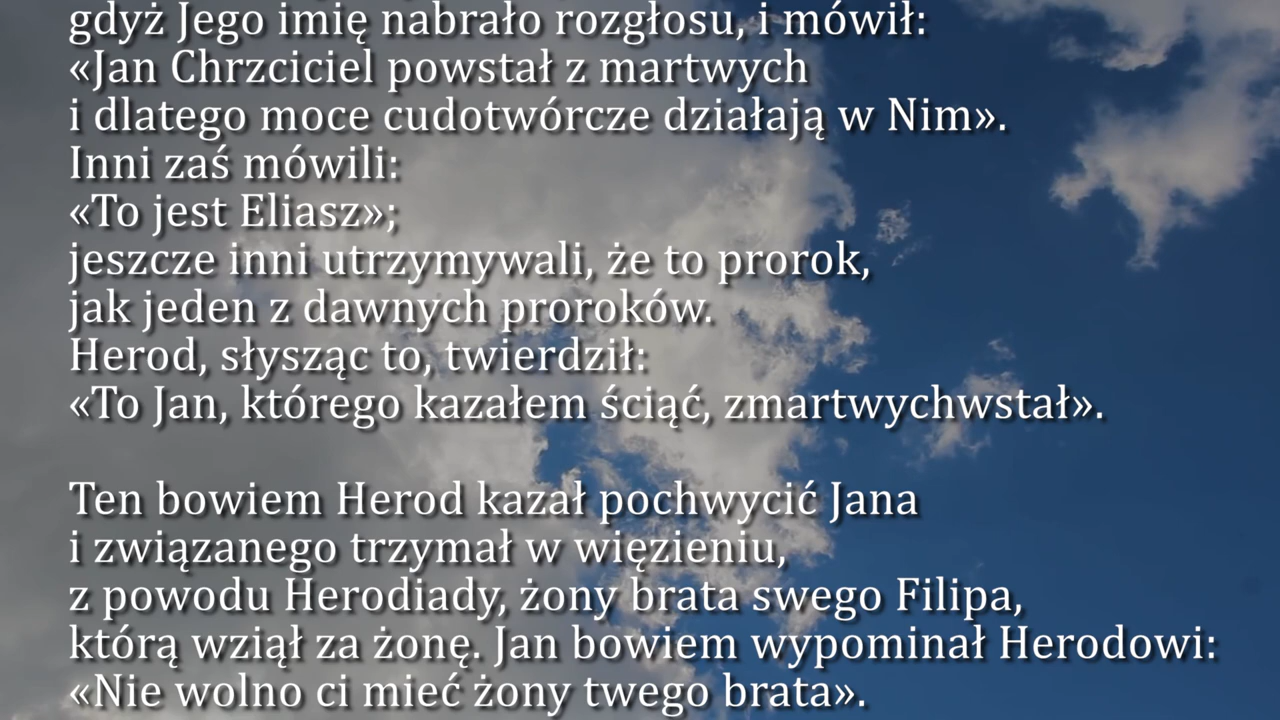 gdyż Jego imię nabrało rozgłosu, i mówił:
«Jan Chrzciciel powstał z martwych
i dlatego moce cudotwórcze działają w Nim».
Inni zaś mówili:
«To jest Eliasz»;
jeszcze inni utrzymywali, że to prorok,
jak jeden z dawnych proroków.
Herod, słysząc to, twierdził:
«To Jan, którego kazałem ściąć, zmartwychwstał».
Ten bowiem Herod kazał pochwycić Jana
i związanego trzymał w więzieniu,
z powodu Herodiady, żony brata swego Filipa,
którą wziął za żonę. Jan bowiem wypominał Herodowi:
«Nie wolno ci mieć żony twego brata».